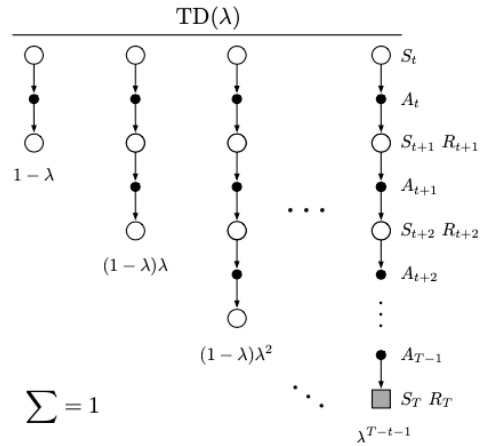 TD(λ)
S_t
A_t
S_{t+1} R_{t+1}
1 − λ
A_{t+1}
. . .
S_{t+2} R_{t+2}
(1 − λ)λ
A_{t+2}
(1 − λ)λ²
A_{T−1}
∑ = 1
S_T R_T
λ^{T−t−1}